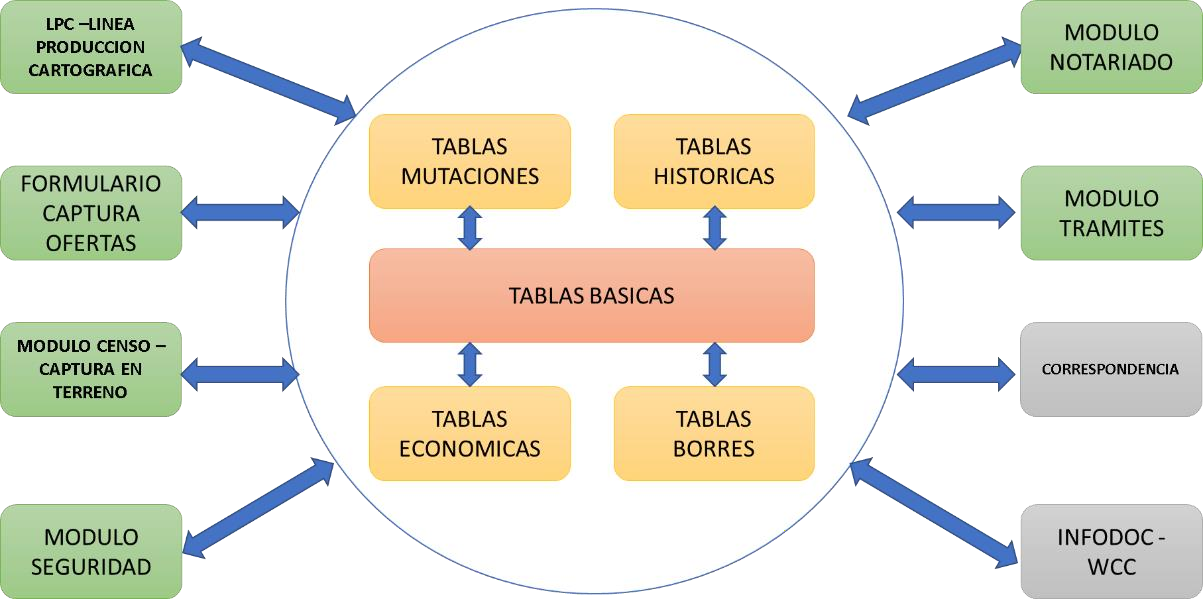 LPC –LINEA
PRODUCCION
CARTOGRAFICA
FORMULARIO
CAPTURA
OFERTAS
MODULO CENSO –
CAPTURA EN
TERRENO
MODULO
SEGURIDAD
TABLAS
MUTACIONES
TABLAS
HISTORICAS
TABLAS BASICAS
TABLAS
ECONOMICAS
TABLAS
BORRES
MODULO
NOTARIADO
MODULO
TRAMITES
CORRESPONDENCIA
INFODOC -
WCC